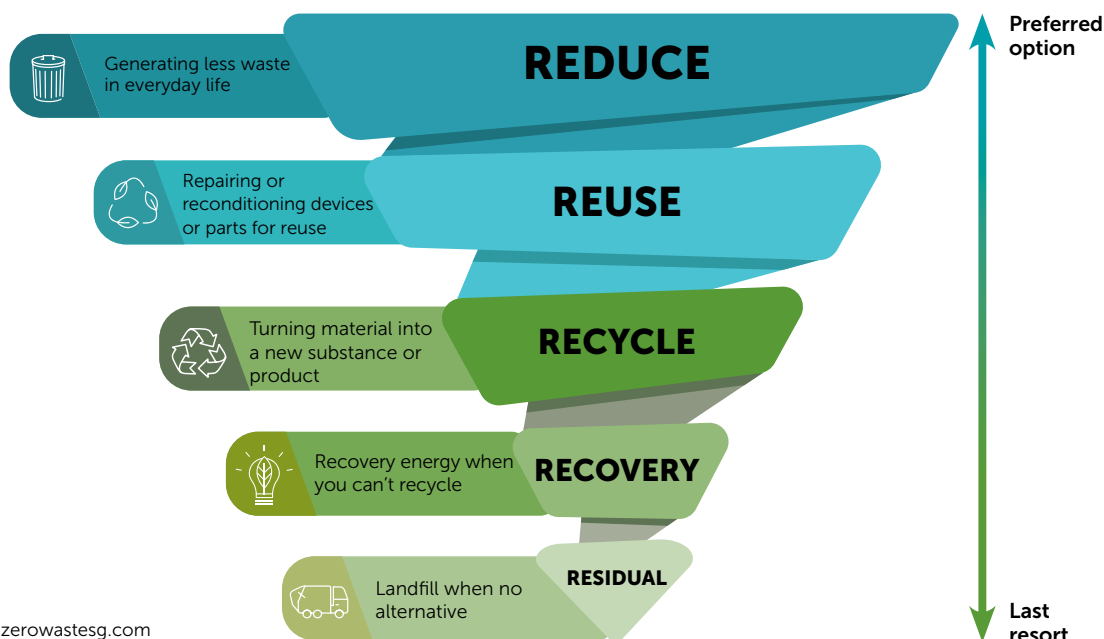 Generating less waste
in everyday life
REDUCE
Preferred
option
Repairing or
reconditioning devices
or parts for reuse
REUSE
Turning material into
a new substance or
product
RECYCLE
Recovery energy when
you can't recycle
RECOVERY
Landfill when no
alternative
RESIDUAL
Last
resort
zerowastesg.com